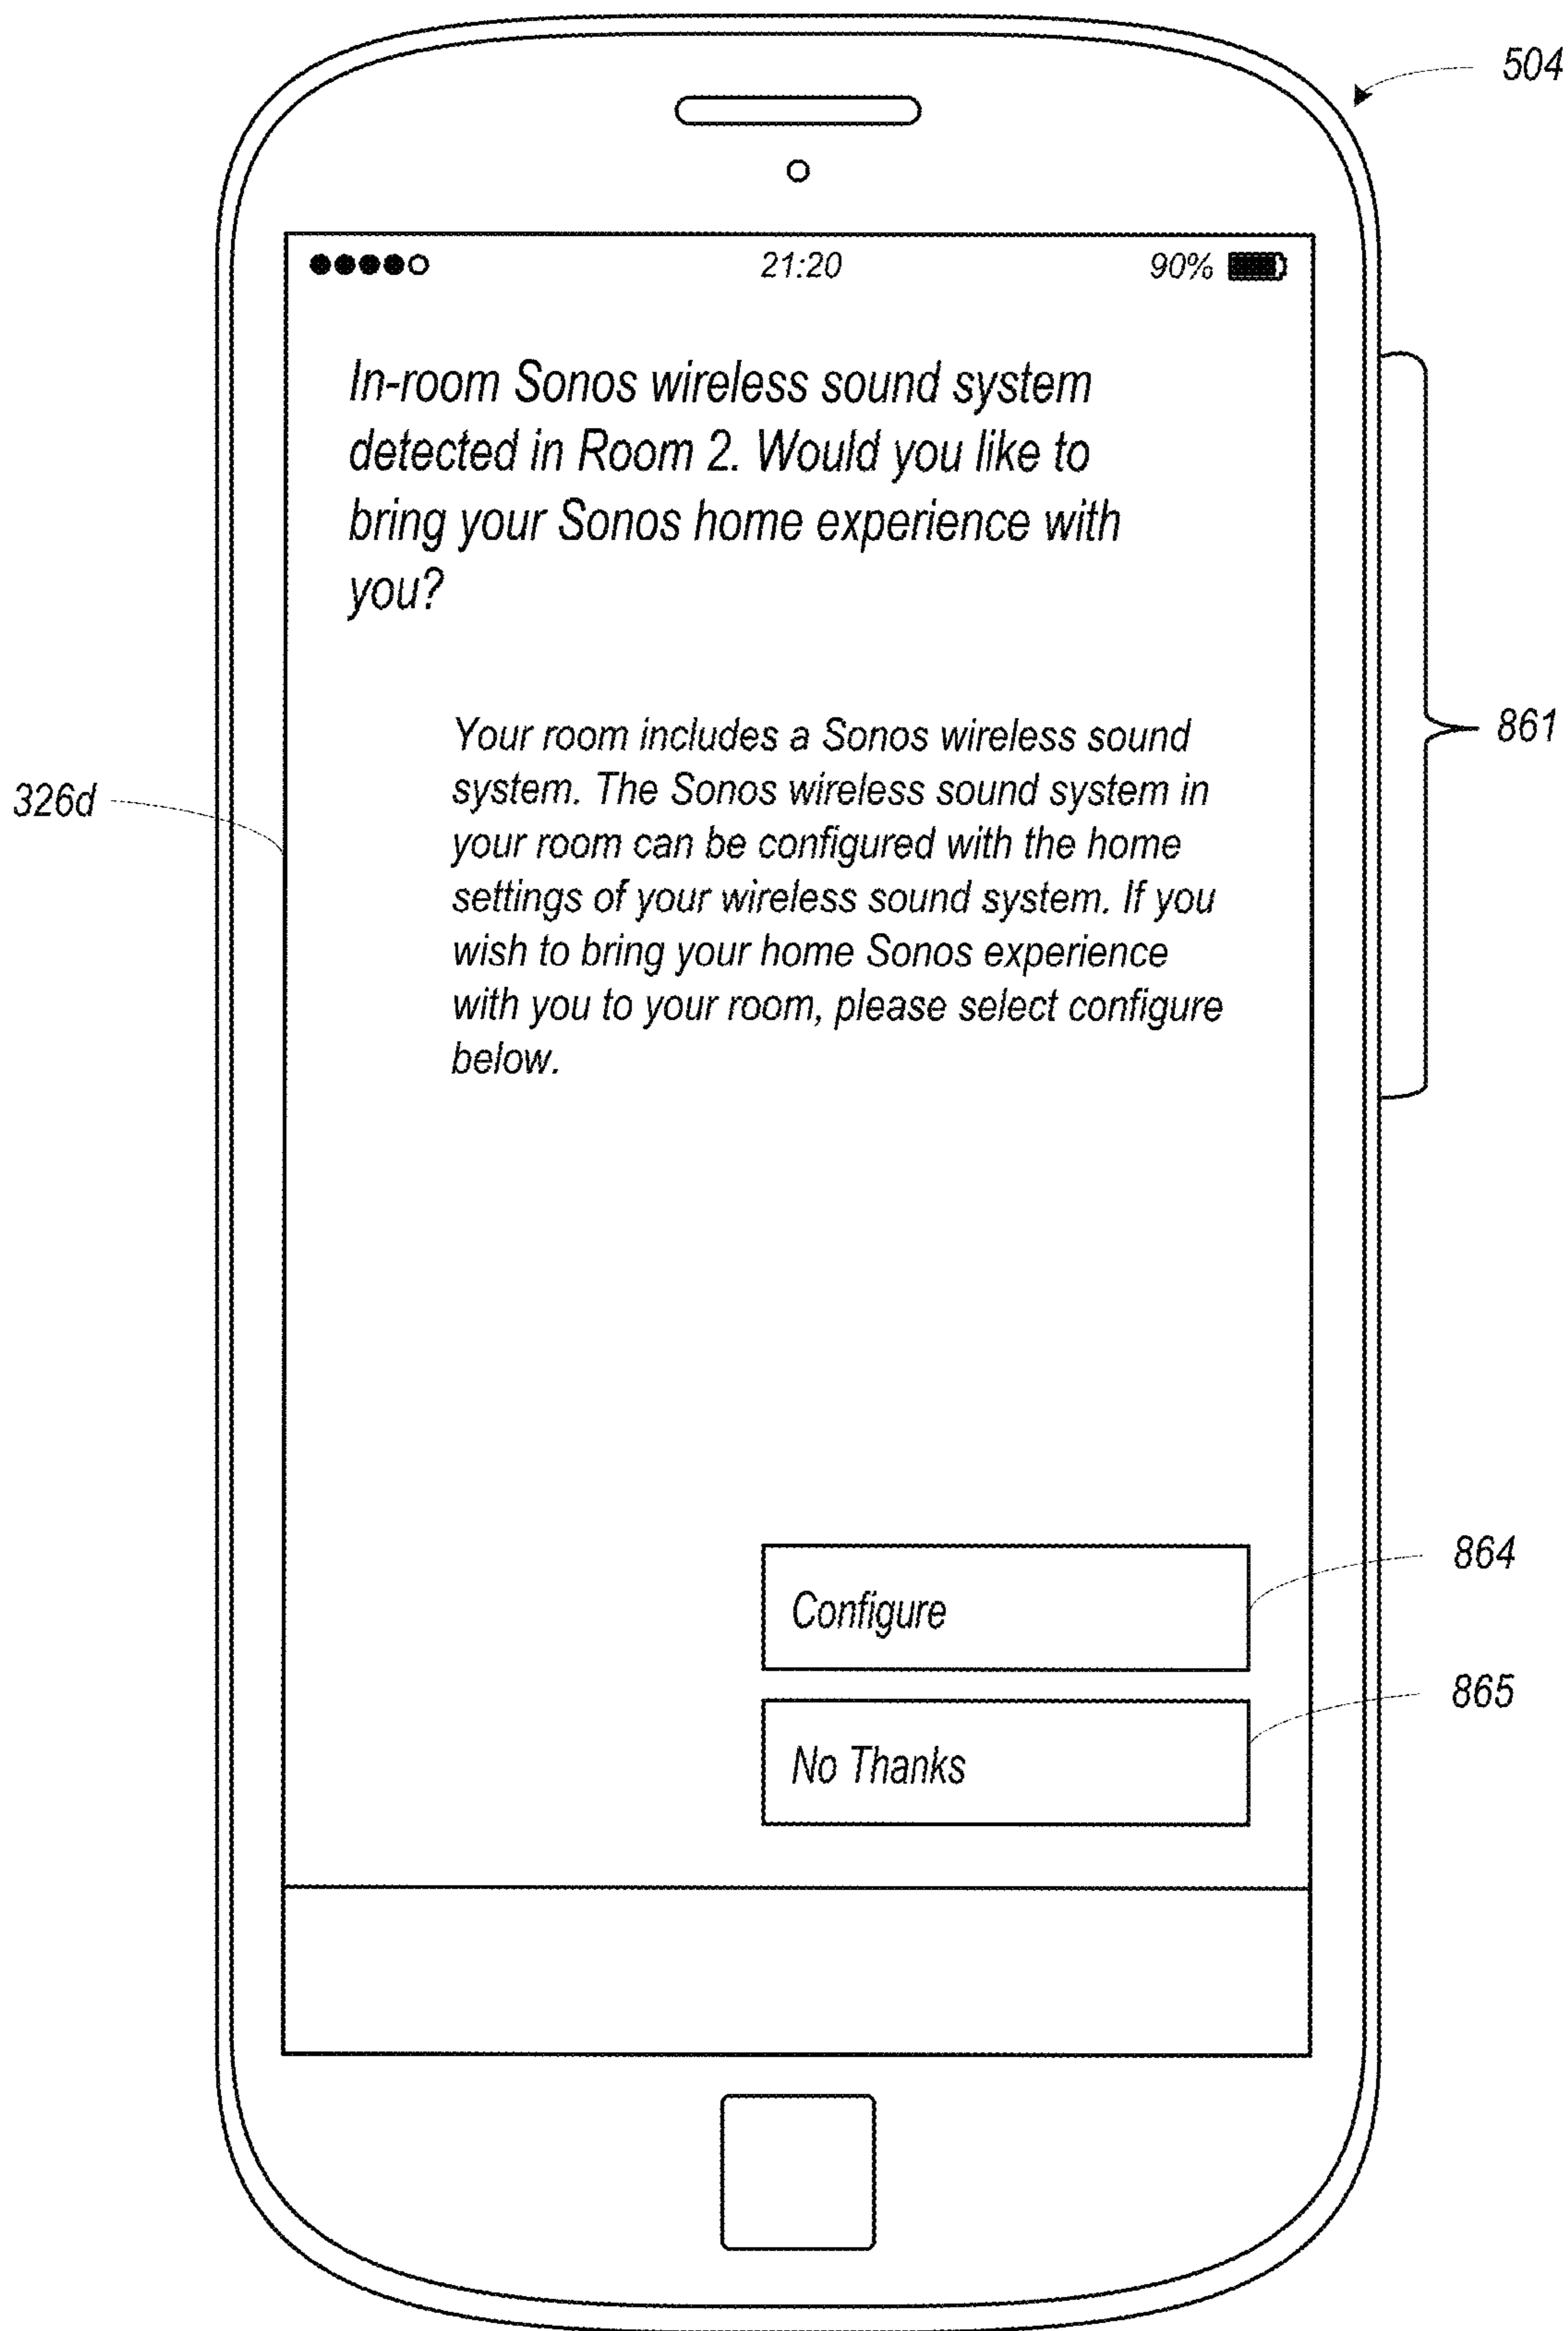 504
21:20 90%
In-room Sonos wireless sound system
detected in Room 2. Would you like to
bring your Sonos home experience with
you?
861
Your room includes a Sonos wireless sound
system. The Sonos wireless sound system in
your room can be configured with the home
settings of your wireless sound system. If you
wish to bring your home Sonos experience
with you to your room, please select configure
below.
326d
864
Configure
865
No Thanks